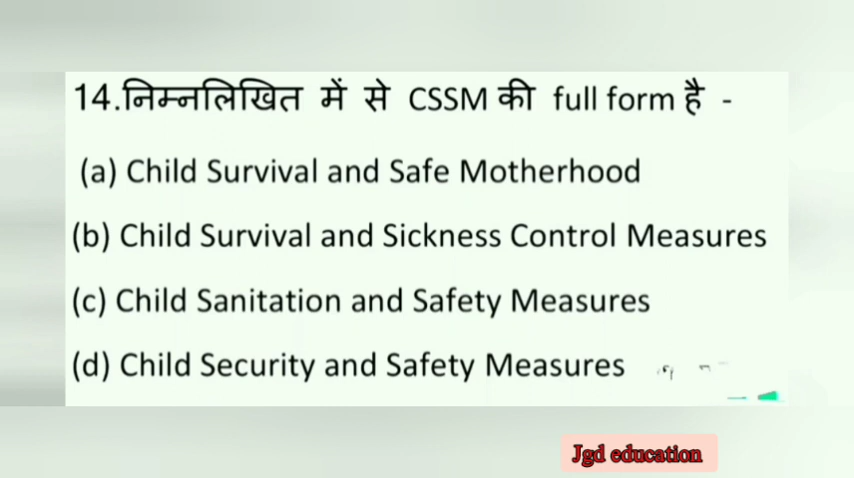 14.निम्नलिखित में से CSSM की full form है -
(a) Child Survival and Safe Motherhood
(b) Child Survival and Sickness Control Measures
(c) Child Sanitation and Safety Measures
(d) Child Security and Safety Measures
Jgd education